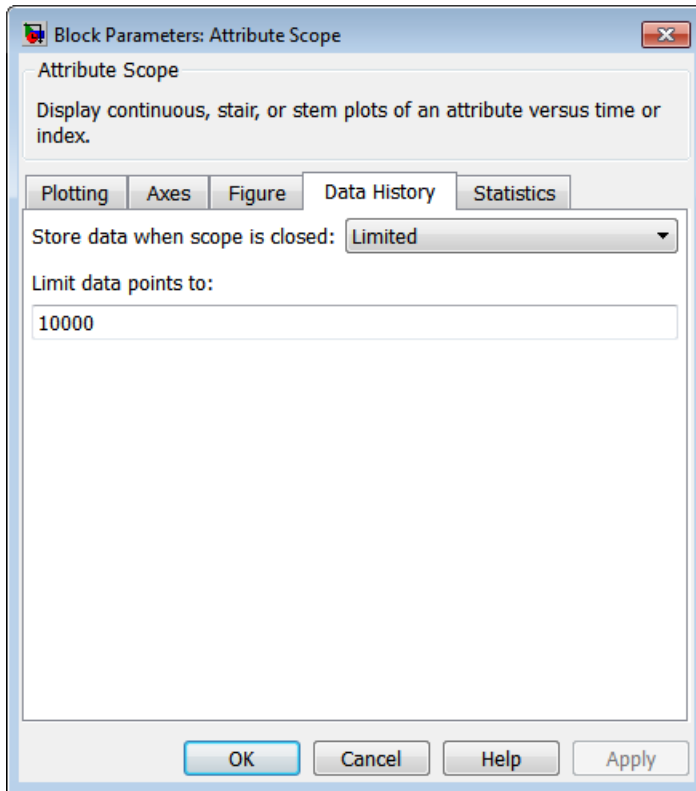 Block Parameters: Attribute Scope
Attribute Scope
Display continuous, stair, or stem plots of an attribute versus time or
index.
Plotting Axes Figure Data History Statistics
Store data when scope is closed: Limited
Limit data points to:
10000
OK Cancel Help Apply